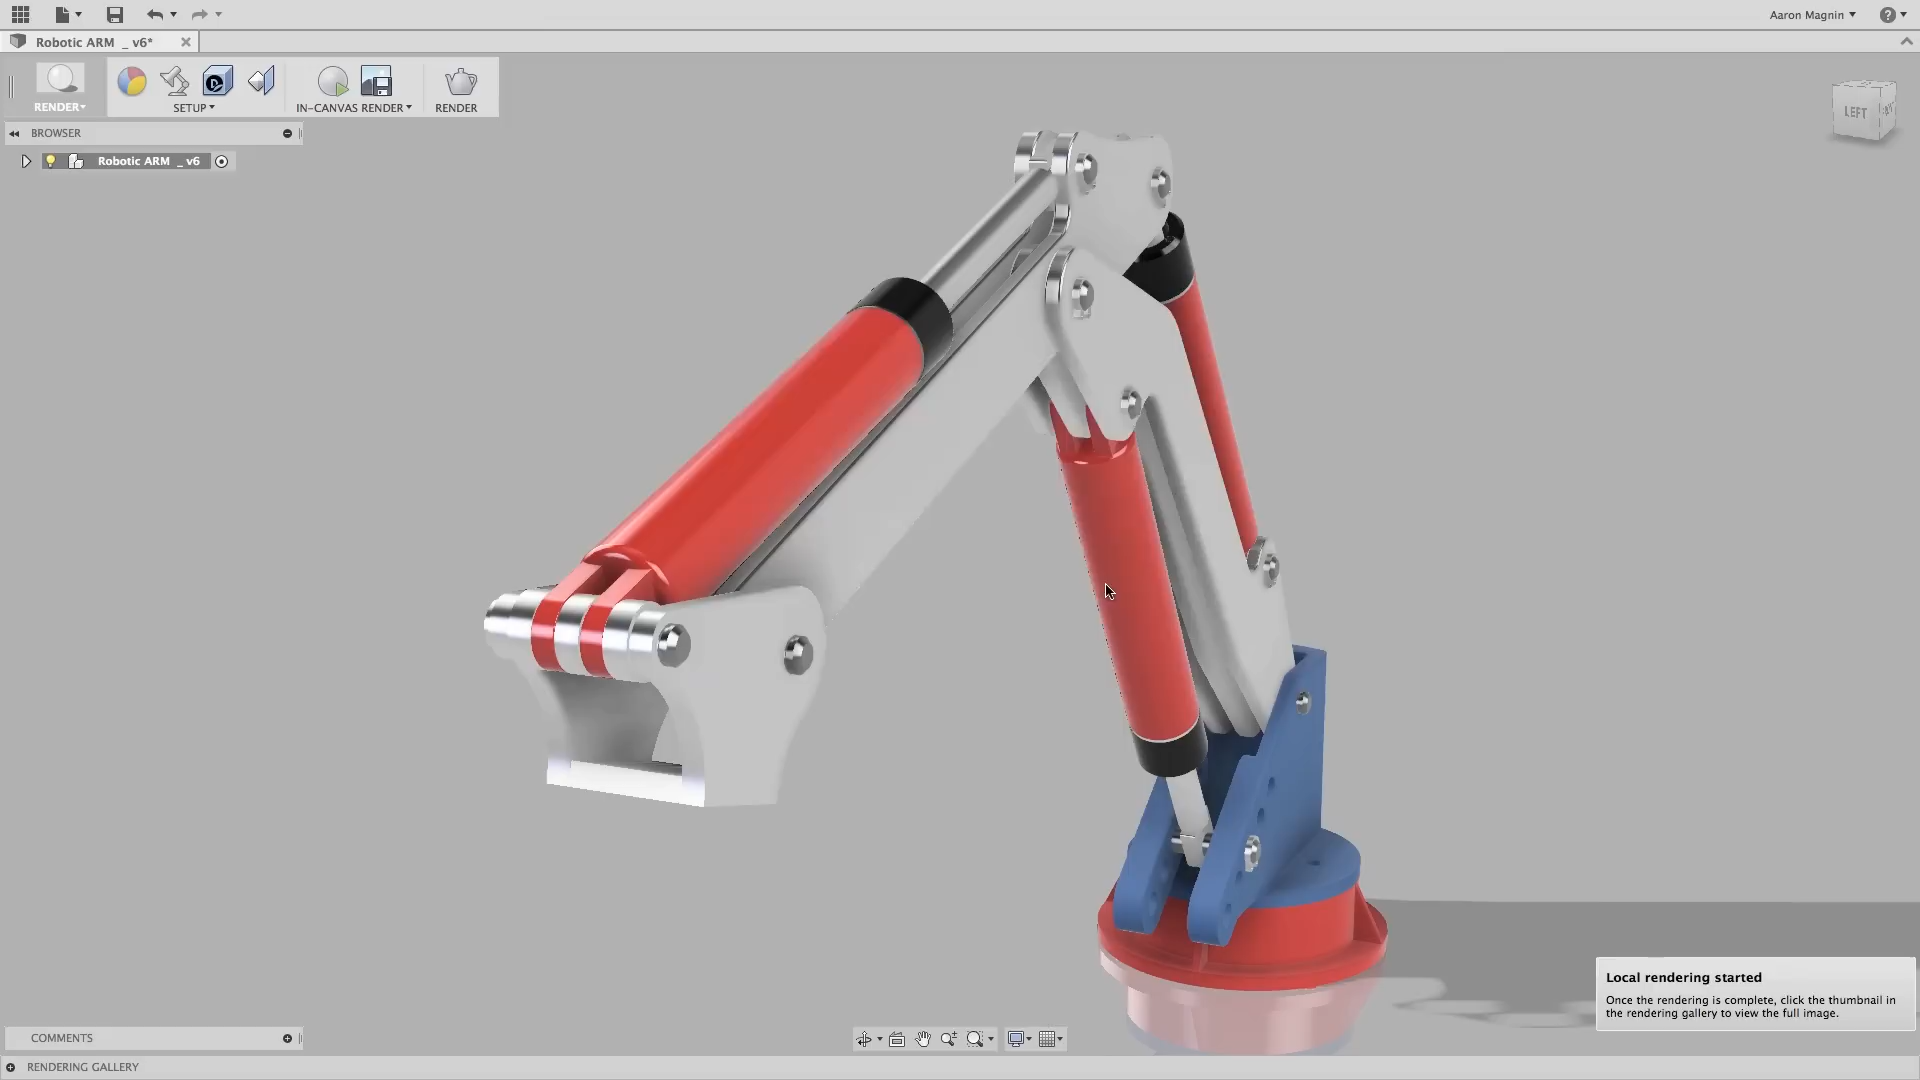 Aaron Magnin
Robotic ARM _ v6*
RENDER
SETUP
IN-CANVAS RENDER
RENDER
LEFT
BROWSER
Robotic ARM _ v6
Local rendering started
Once the rendering is complete, click the thumbnail in
the rendering gallery to view the full image.
COMMENTS
RENDERING GALLERY